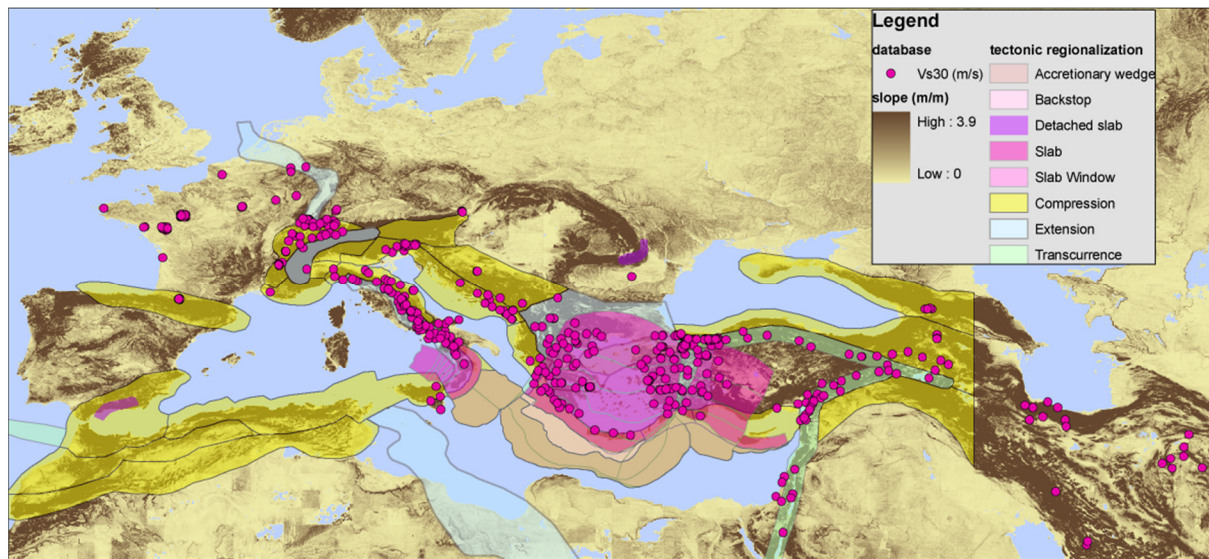 Legend
database
Vs30 (m/s)
slope (m/m)
High : 3.9
Low : 0
tectonic regionalization
Accretionary wedge
Backstop
Detached slab
Slab
Slab Window
Compression
Extension
Transcurrence